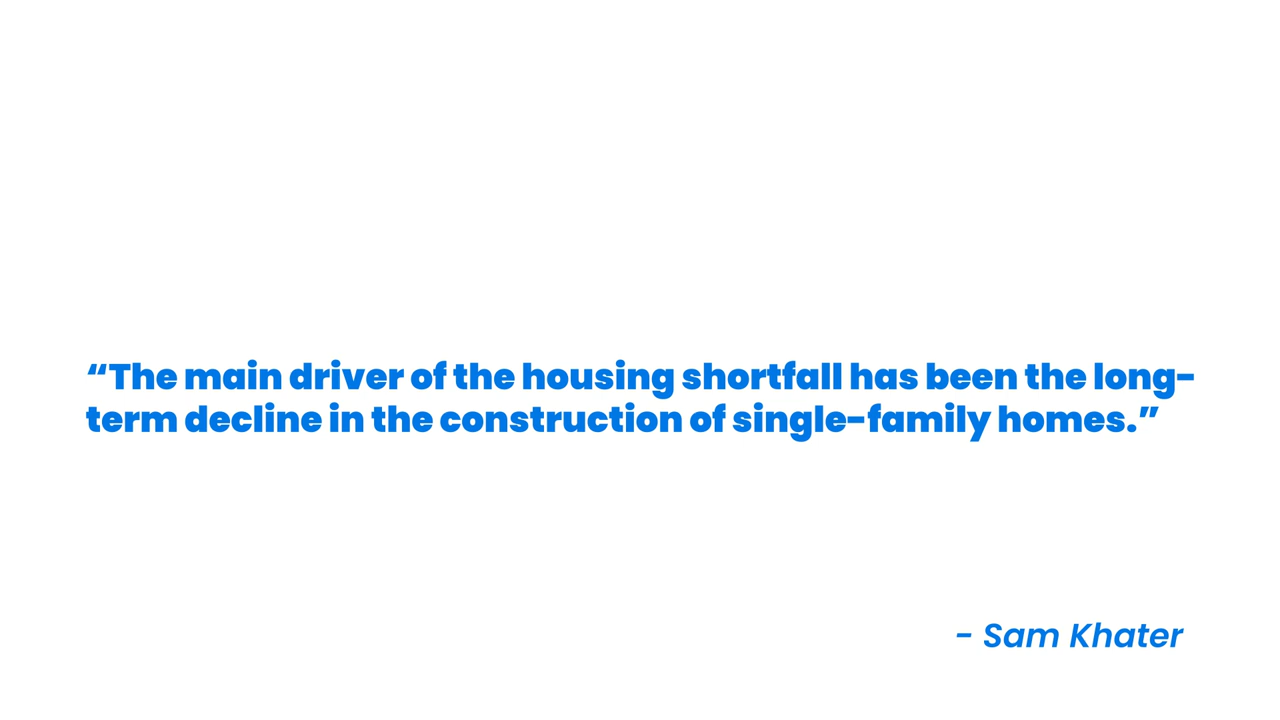 “The main driver of the housing shortfall has been the long-
term decline in the construction of single-family homes.”
- Sam Khater